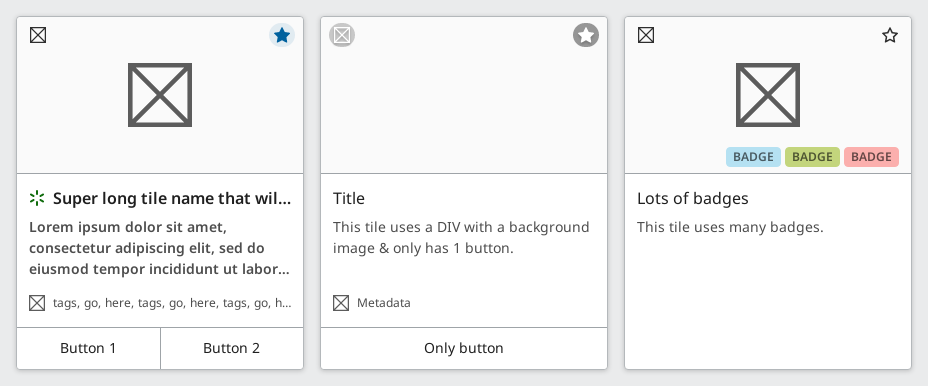 Super long tile name that wil...
Lorem ipsum dolor sit amet,
consectetur adipiscing elit, sed do
eiusmod tempor incididunt ut labor...
tags, go, here, tags, go, here, tags, go, h...
Button 1
Button 2
Title
This tile uses a DIV with a background
image & only has 1 button.
Metadata
Only button
BADGE
BADGE
BADGE
Lots of badges
This tile uses many badges.